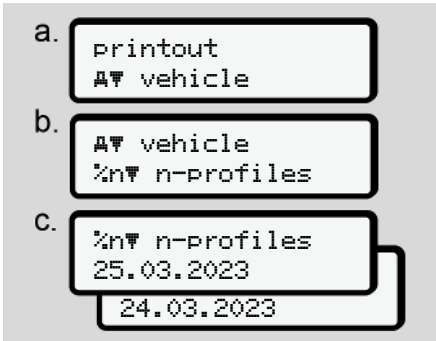 a.
printout
A▼ vehicle
b.
A▼ vehicle
%n▼ n-profiles
c.
%n▼ n-profiles
25.03.2023
24.03.2023